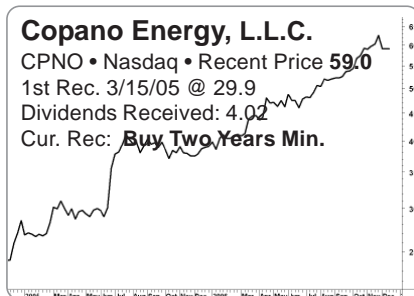 Copano Energy, L.L.C.
CPNO • Nasdaq • Recent Price 59.0
1st Rec. 3/15/05 @ 29.9
Dividends Received: 4.02
Cur. Rec: Buy Two Years Min.